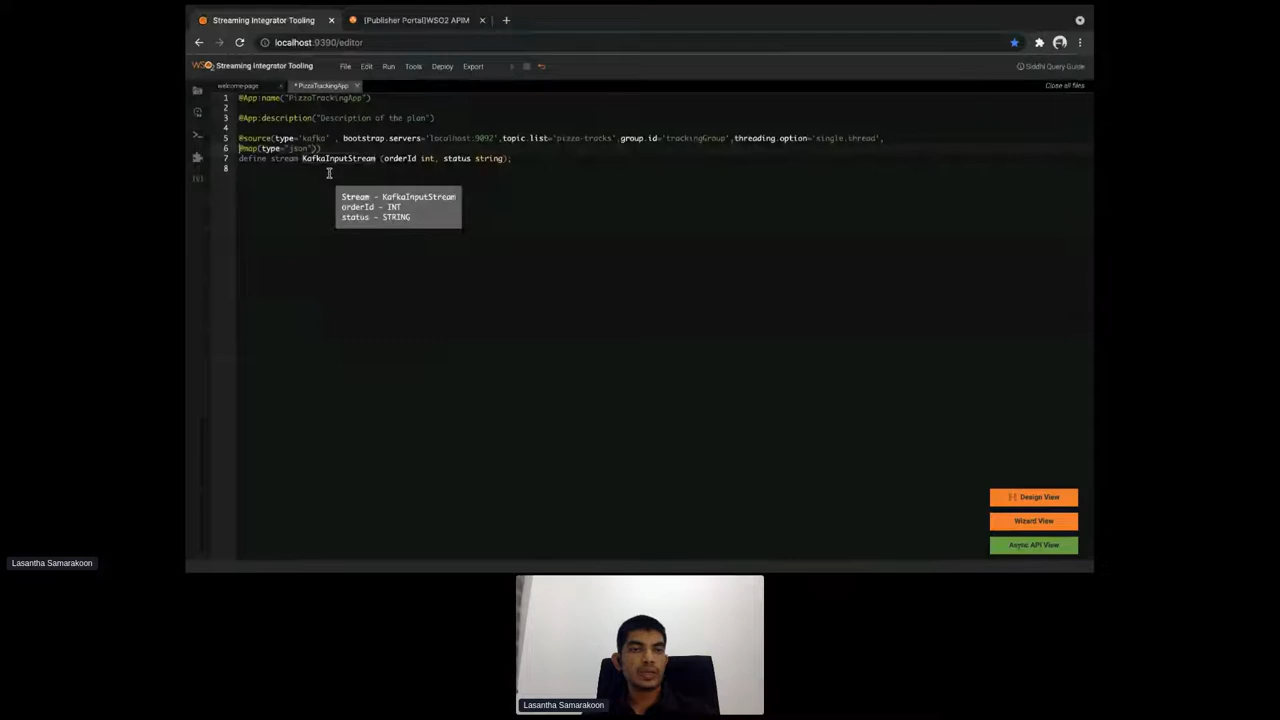 Streaming Integrator Tooling
[Publisher Portal]WSO2 APIM
localhost:9390/editor
WSO2 Streaming Integrator Tooling File Edit Run Tools Deploy Export Siddhi Query Guide
welcome-page * PizzaTrackingApp Close all files
1 @App:name("PizzaTrackingApp")
2
3 @App:description("Description of the plan")
4
5 @source(type='kafka' , bootstrap.servers='localhost:9092',topic.list='pizza-tracks',group.id='trackingGroup',threading.option='single.thread',
6 @map(type="json"))
7 define stream KafkaInputStream (orderId int, status string);
8
Stream - KafkaInputStream
orderId - INT
status - STRING
Design View
Wizard View
Async API View
Lasantha Samarakoon
Lasantha Samarakoon